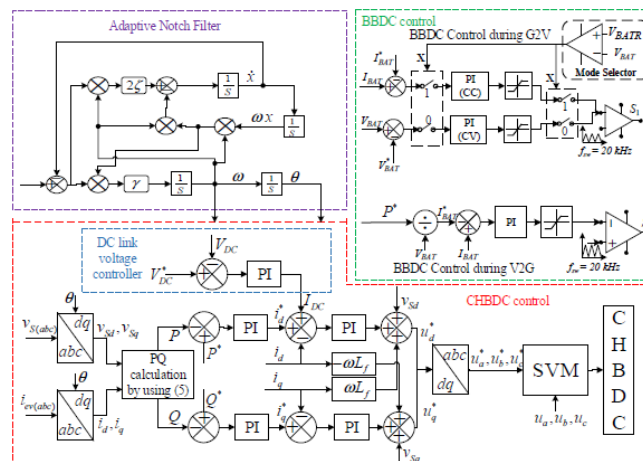 Adaptive Notch Filter
BBDC control
BBDC Control during G2V
V_BATR
V_BAT
Mode Selector
I*_BAT
I_BAT
X
X
1
PI
(CC)
1
S_1
V_BAT
0
PI
(CV)
0
V*_BAT
f_sw = 20 kHz
2ζ
1/S
ẋ
ωx
1/S
γ
1/S
ω
1/S
θ
P*
÷
I*_BAT
PI
V_BAT
I_BAT
f_sw = 20 kHz
BBDC Control during V2G
DC link
voltage
controller
V_DC
V*_DC
PI
CHBDC control
I_DC
θ
v_S(abc)
dq
abc
v_Sd, v_Sq
P
P*
PI
i*_d
PI
v_Sd
u*_d
PQ
calculation
by using (5)
i_d
-ωL_f
i_q
ωL_f
abc
dq
u*_a, u*_b, u*_c
SVM
C
H
B
D
C
θ
i_ev(abc)
dq
abc
i_d, i_q
Q
Q*
PI
i*_q
PI
u*_q
v_Sq
u_a, u_b, u_c